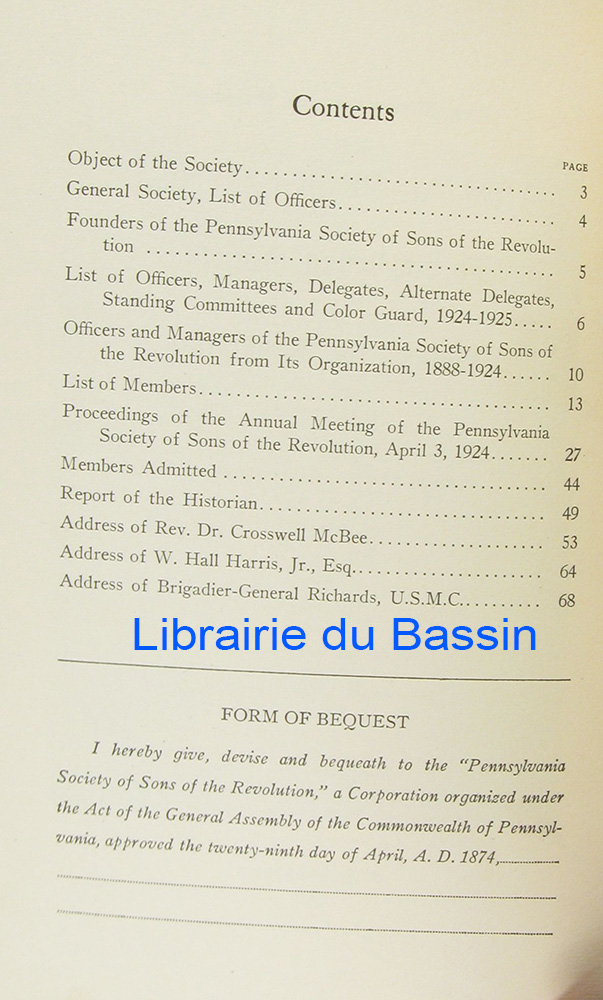 Contents
PAGE
Object of the Society........................................ 3
General Society, List of Officers............................ 4
Founders of the Pennsylvania Society of Sons of the Revolu-
tion ........................................ 5
List of Officers, Managers, Delegates, Alternate Delegates,
Standing Committees and Color Guard, 1924-1925..... 6
Officers and Managers of the Pennsylvania Society of Sons of
the Revolution from Its Organization, 1888-1924...... 10
List of Members........................................ 13
Proceedings of the Annual Meeting of the Pennsylvania
Society of Sons of the Revolution, April 3, 1924....... 27
Members Admitted ................................... 44
Report of the Historian............................... 49
Address of Rev. Dr. Crosswell McBee................... 53
Address of W. Hall Harris, Jr., Esq..................... 64
Address of Brigadier-General Richards, U.S.M.C.......... 68
Librairie du Bassin
FORM OF BEQUEST
I hereby give, devise and bequeath to the "Pennsylvania
Society of Sons of the Revolution," a Corporation organized under
the Act of the General Assembly of the Commonwealth of Pennsyl-
vania, approved the twenty-ninth day of April, A. D. 1874,